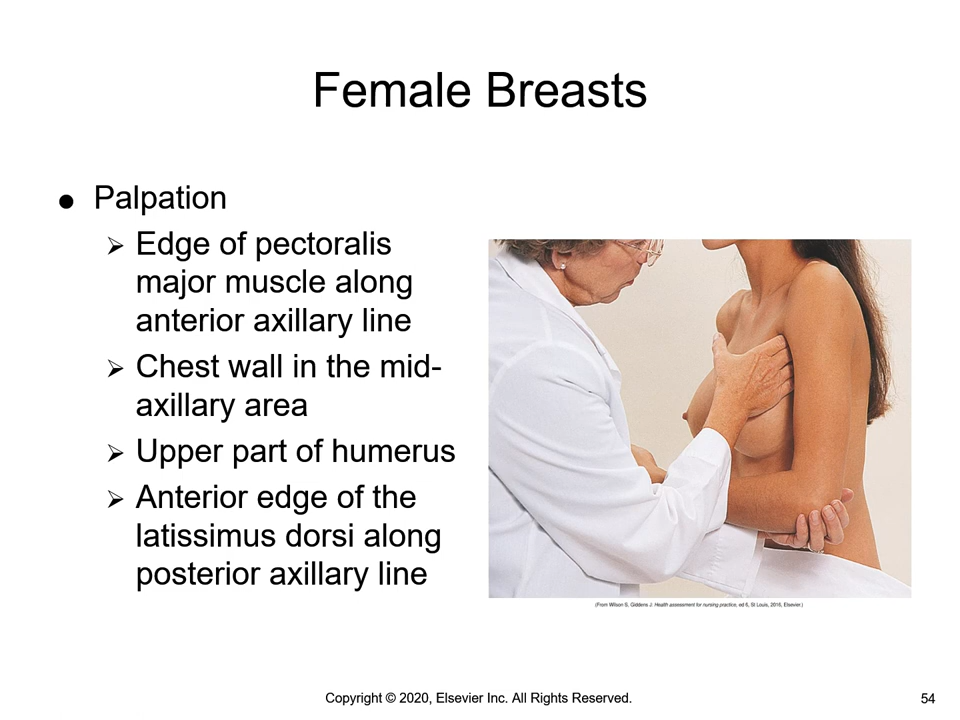 Female Breasts
Palpation
Edge of pectoralis
major muscle along
anterior axillary line
Chest wall in the mid-
axillary area
Upper part of humerus
Anterior edge of the
latissimus dorsi along
posterior axillary line
(From Wilson S, Giddens J: Health assessment for nursing practice, ed 6, St Louis, 2016, Elsevier.)
Copyright © 2020, Elsevier Inc. All Rights Reserved.
54